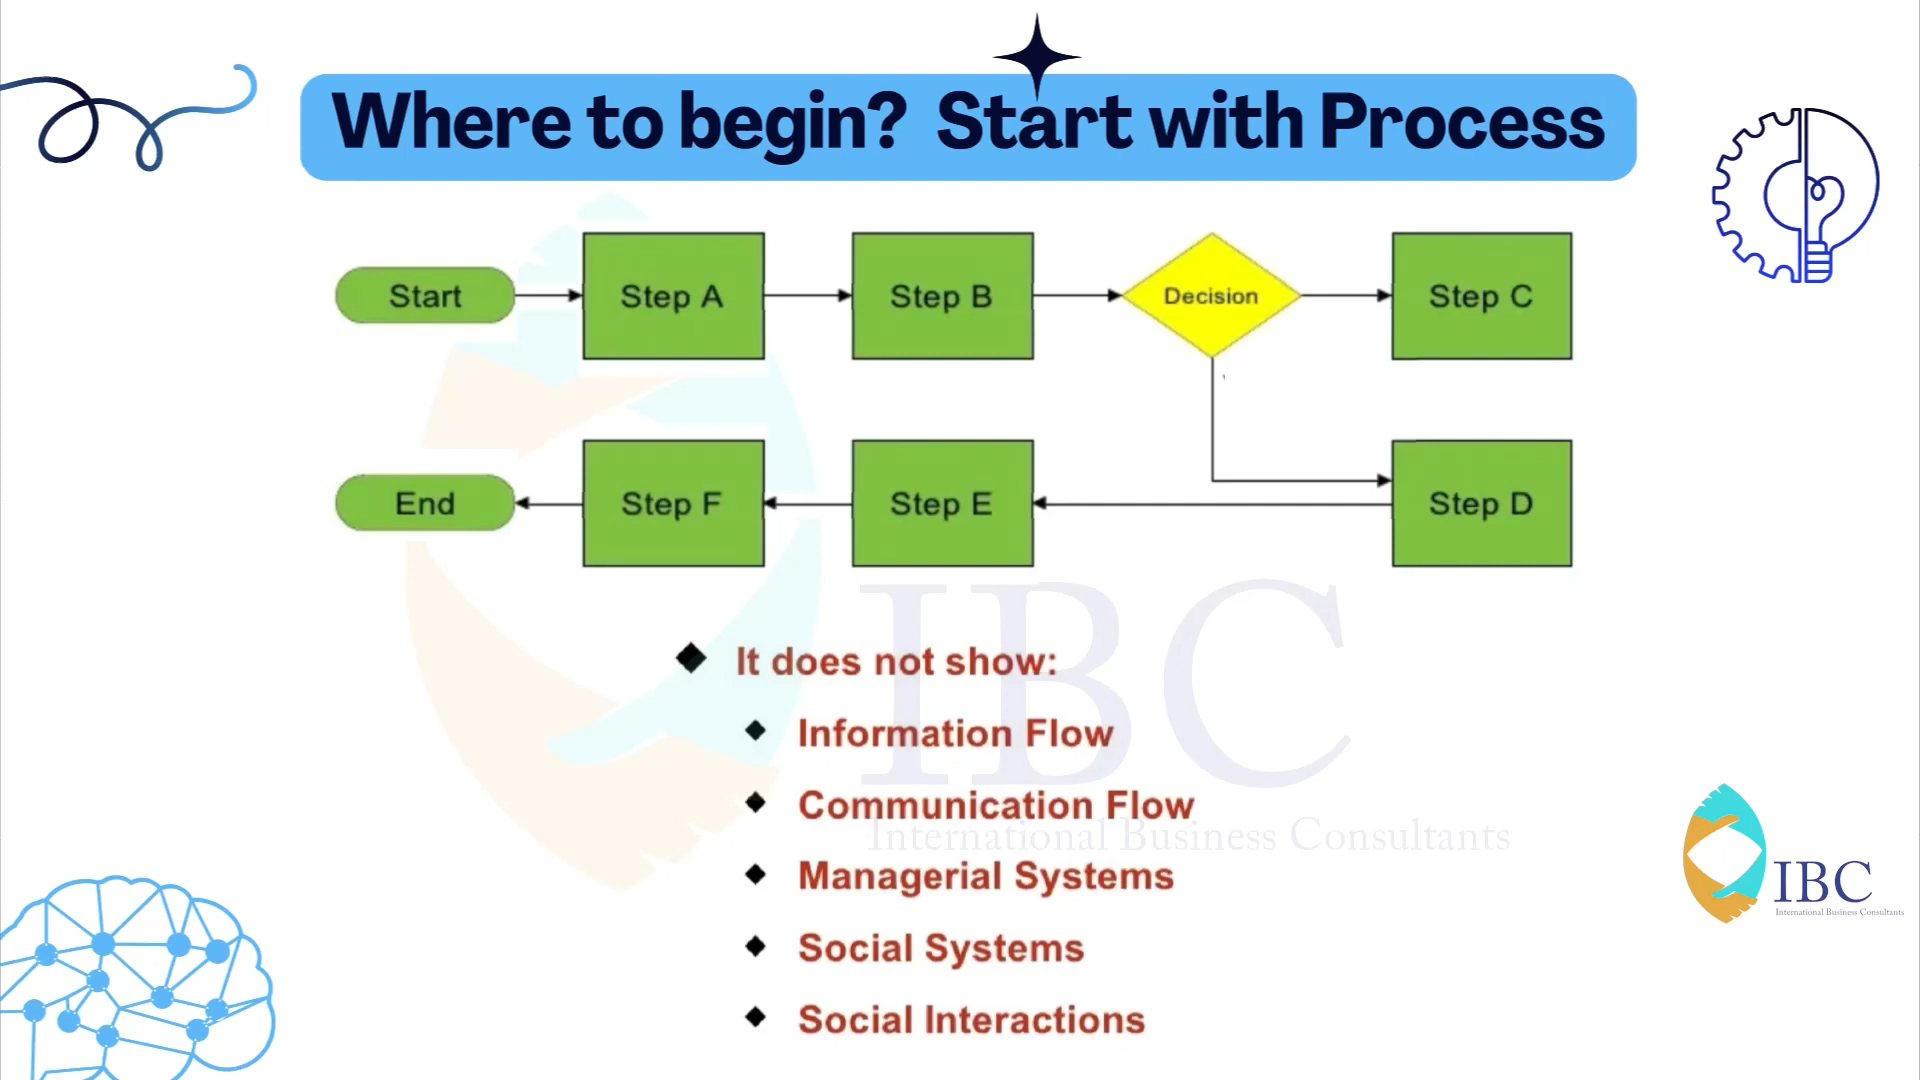 Where to begin? Start with Process
Start
Step A
Step B
Decision
Step C
End
Step F
Step E
Step D
It does not show:
Information Flow
Communication Flow
Managerial Systems
Social Systems
Social Interactions
IBC
International Business Consultants
IBC
International Business Consultants